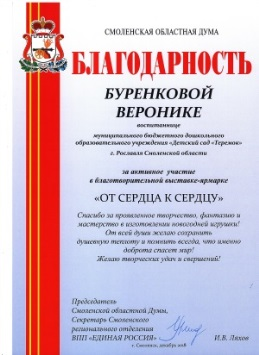 СМОЛЕНСКАЯ ОБЛАСТНАЯ ДУМА
БЛАГОДАРНОСТЬ
БУРЕНКОВОЙ
ВЕРОНИКЕ
воспитаннице
муниципального бюджетного дошкольного
образовательного учреждения «Детский сад «Теремок»
г. Рославля Смоленской области
за активное участие
в благотворительной выставке-ярмарке
«ОТ СЕРДЦА К СЕРДЦУ»
Спасибо за проявленное творчество, фантазию и
мастерство в изготовлении новогодней игрушки!
От всей души желаю сохранить
душевную теплоту и помнить всегда, что именно
доброта спасет мир!
Желаю творческих удач и свершений!
Председатель
Смоленской областной Думы,
Секретарь Смоленского
регионального отделения
ВПП «ЕДИНАЯ РОССИЯ»
И.В. Ляхов
г. Смоленск, декабрь